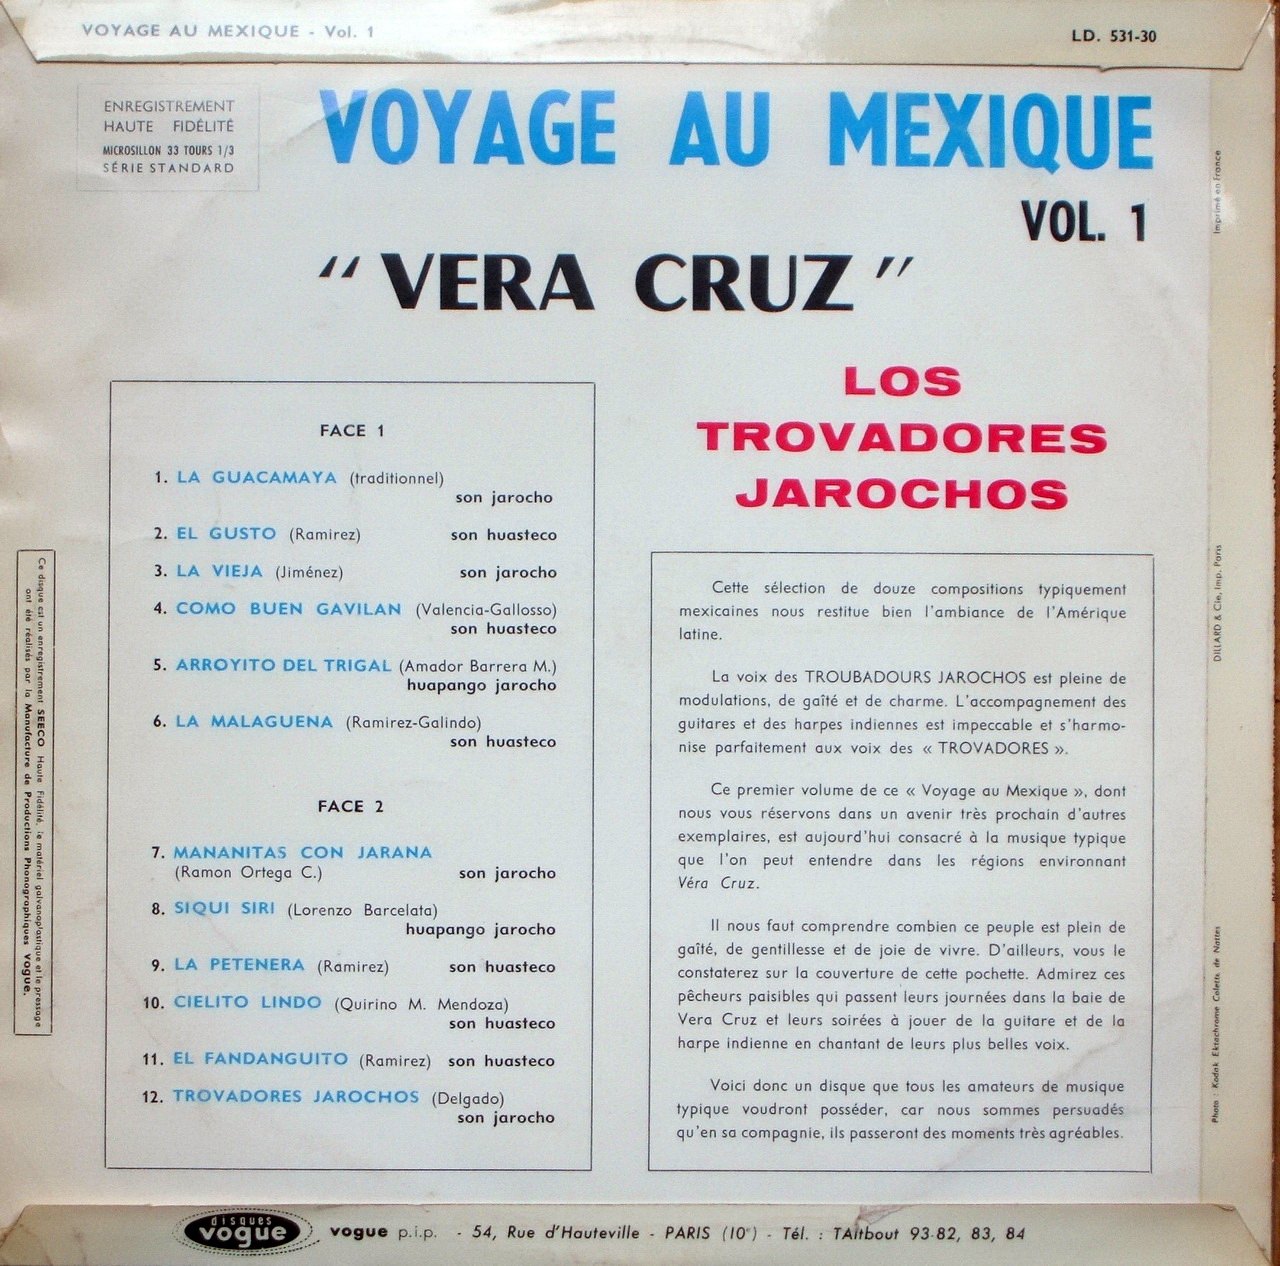 VOYAGE AU MEXIQUE - Vol. 1
LD. 531-30
ENREGISTREMENT
HAUTE FIDÉLITÉ
MICROSILLON 33 TOURS 1/3
SÉRIE STANDARD
VOYAGE AU MEXIQUE
VOL. 1
"VERA CRUZ"
LOS
TROVADORES
JAROCHOS
FACE 1
1. LA GUACAMAYA (traditionnel)
son jarocho
2. EL GUSTO (Ramirez) son huasteco
3. LA VIEJA (Jiménez) son jarocho
4. COMO BUEN GAVILAN (Valencia-Gallosso)
son huasteco
5. ARROYITO DEL TRIGAL (Amador Barrera M.)
huapango jarocho
6. LA MALAGUENA (Ramirez-Galindo)
son huasteco
FACE 2
7. MANANITAS CON JARANA
(Ramon Ortega C.) son jarocho
8. SIQUI SIRI (Lorenzo Barcelata)
huapango jarocho
9. LA PETENERA (Ramirez) son huasteco
10. CIELITO LINDO (Quirino M. Mendoza)
son huasteco
11. EL FANDANGUITO (Ramirez) son huasteco
12. TROVADORES JAROCHOS (Delgado)
son jarocho
Cette sélection de douze compositions typiquement
mexicaines nous restitue bien l'ambiance de l'Amérique
latine.
La voix des TROUBADOURS JAROCHOS est pleine de
modulations, de gaîté et de charme. L'accompagnement des
guitares et des harpes indiennes est impeccable et s'harmo-
nise parfaitement aux voix des « TROVADORES ».
Ce premier volume de ce « Voyage au Mexique », dont
nous vous réservons dans un avenir très prochain d'autres
exemplaires, est aujourd'hui consacré à la musique typique
que l'on peut entendre dans les régions environnant
Véra Cruz.
Il nous faut comprendre combien ce peuple est plein de
gaîté, de gentillesse et de joie de vivre. D'ailleurs, vous le
constaterez sur la couverture de cette pochette. Admirez ces
pêcheurs paisibles qui passent leurs journées dans la baie de
Vera Cruz et leurs soirées à jouer de la guitare et de la
harpe indienne en chantant de leurs plus belles voix.
Voici donc un disque que tous les amateurs de musique
typique voudront posséder, car nous sommes persuadés
qu'en sa compagnie, ils passeront des moments très agréables.
Ce disque est un enregistrement SEECO Haute Fidélité, le matériel galvanoplastique et le pressage
ont été réalisés par la Manufacture de Productions Phonographiques Vogue.
Imprimé en France
DILLARD & Cie, Imp. Paris
Photo : Kodak Ektachrome Colette de Nattes
disques
vogue
vogue p.i.p. - 54, Rue d'Hauteville - PARIS (10e) - Tél. : TAitbout 93-82, 83, 84